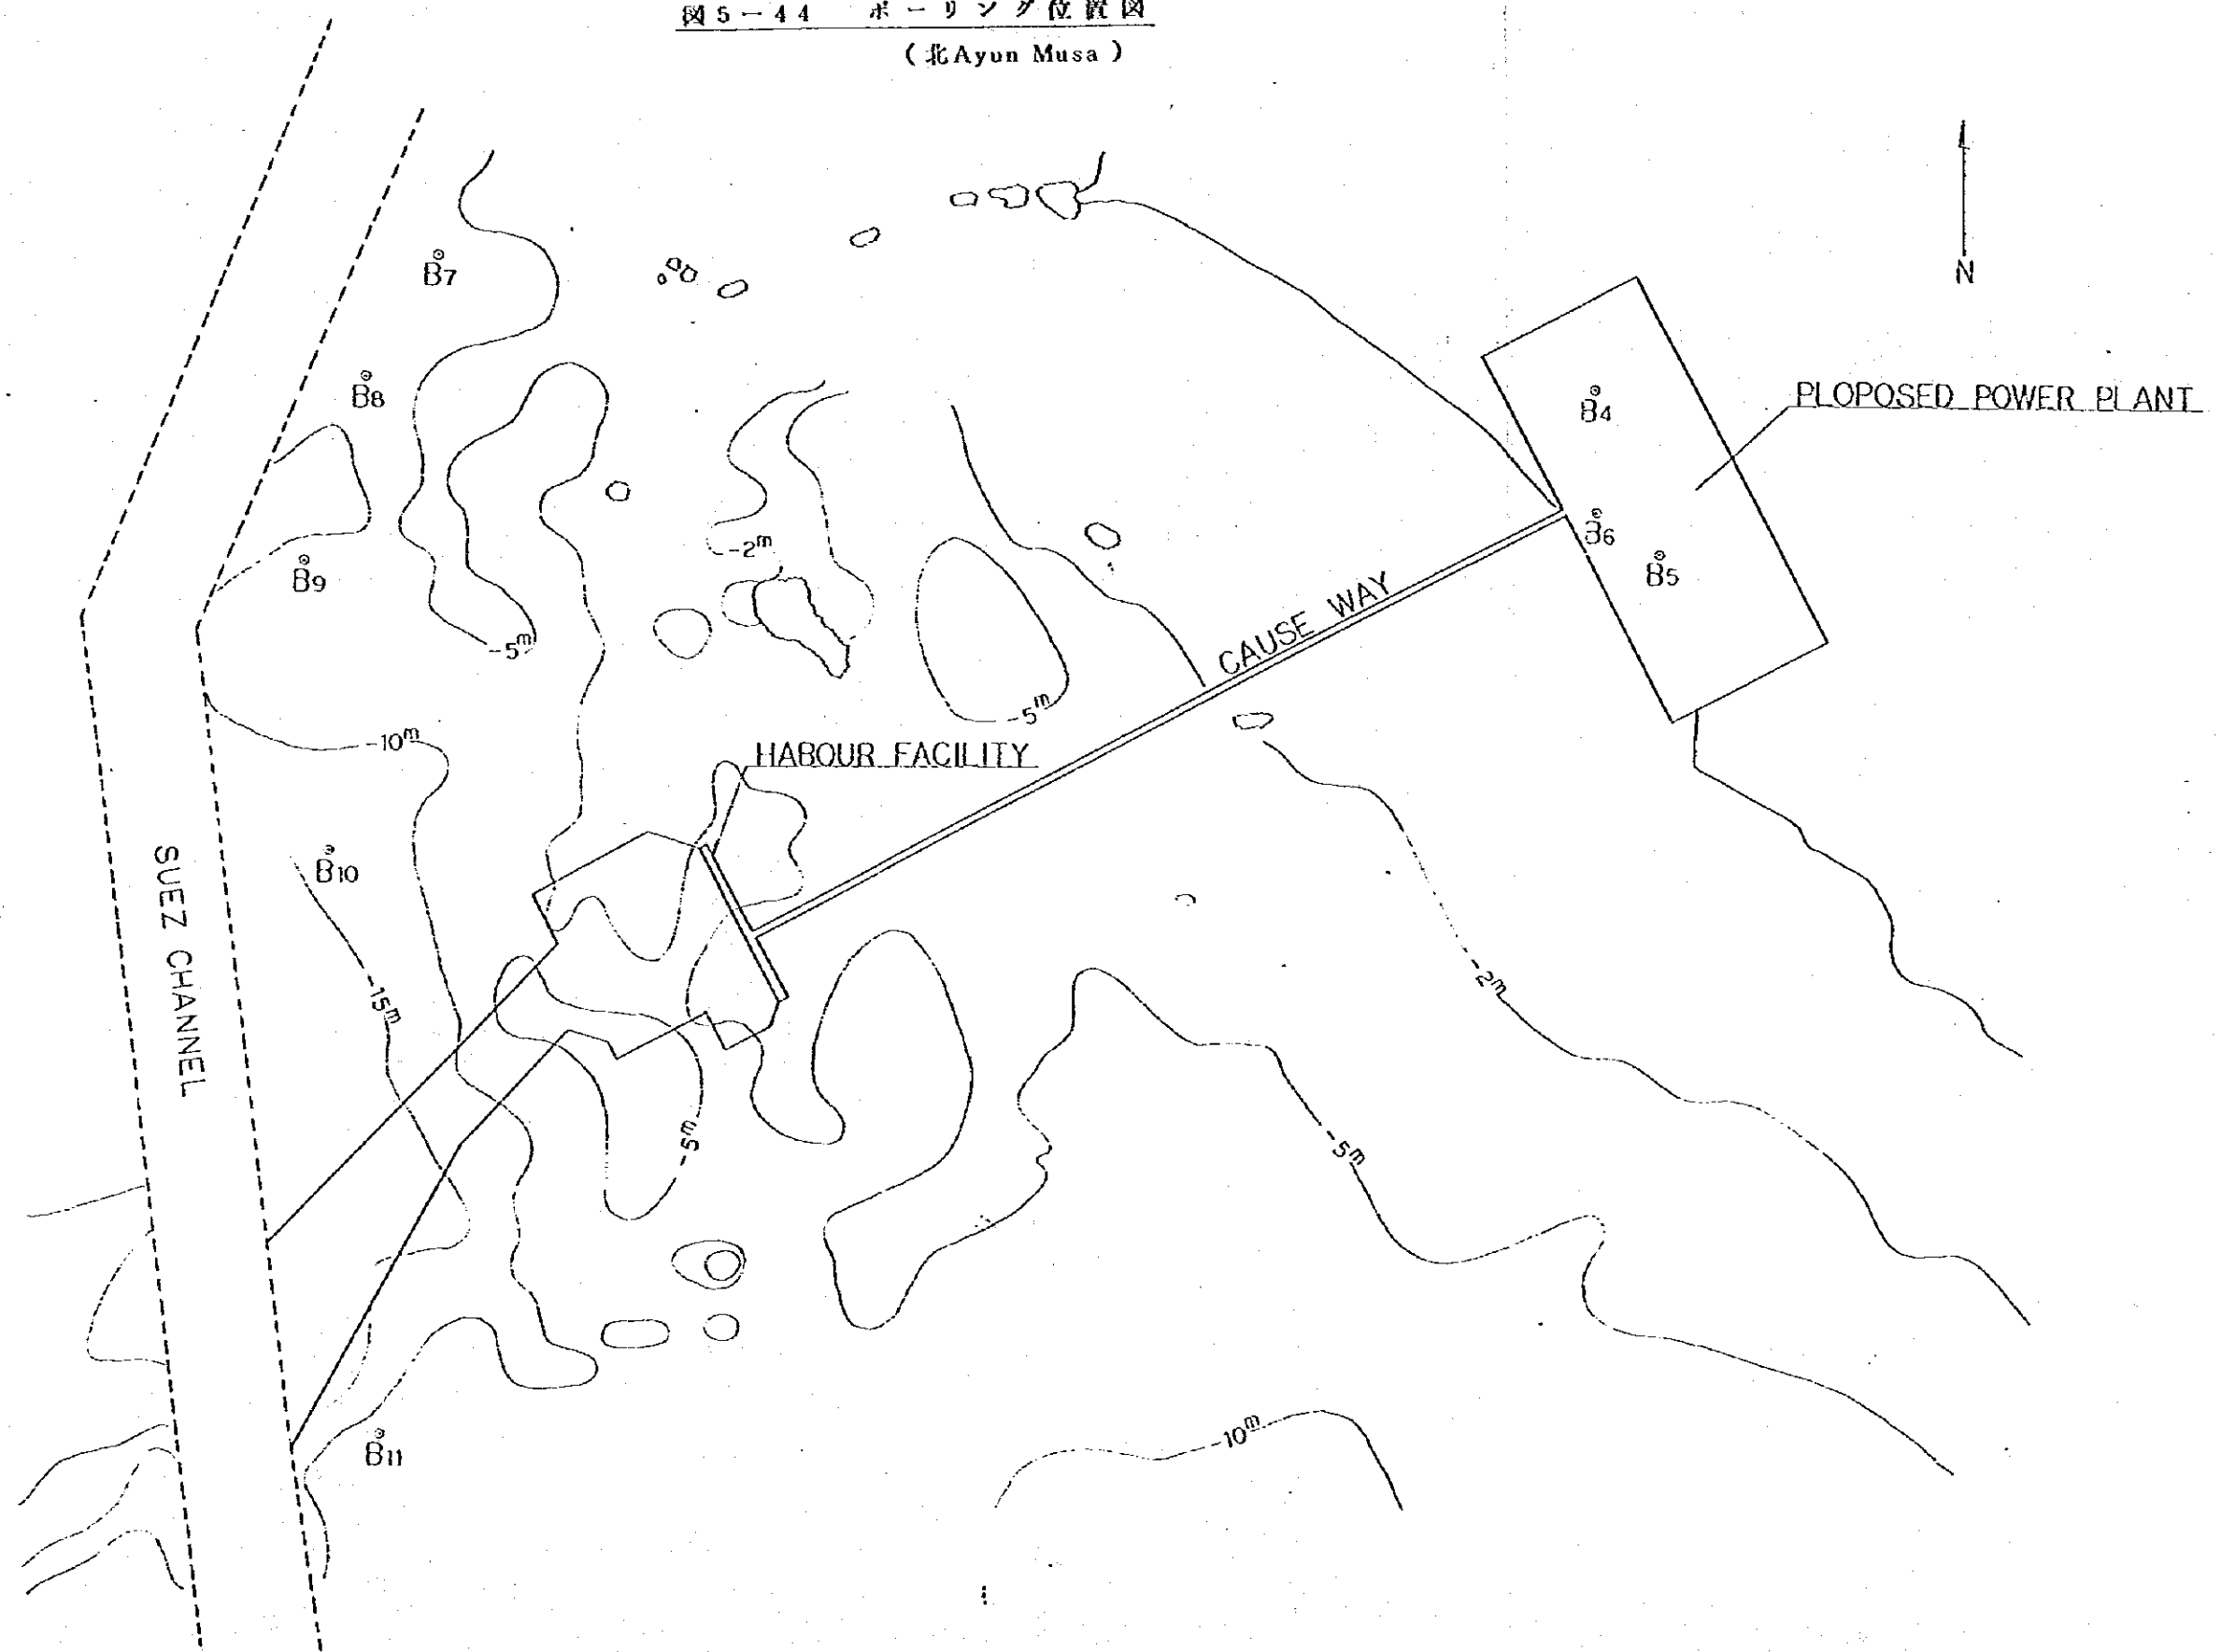 図5-44 ボーリング位置図
(北Ayun Musa)
N
B7
B8
B4
PLOPOSED POWER PLANT
B6
-2m
B9
B5
CAUSE WAY
-5m
-5m
-10m
HABOUR FACILITY
SUEZ CHANNEL
B10
-2m
-15m
-5m
-5m
-10m
B11